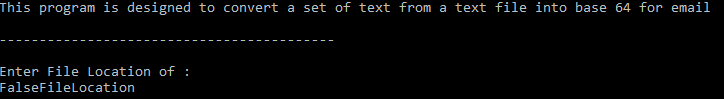 This program is designed to convert a set of text from a text file into base 64 for email
------------------------------------------
Enter File Location of :
FalseFileLocation